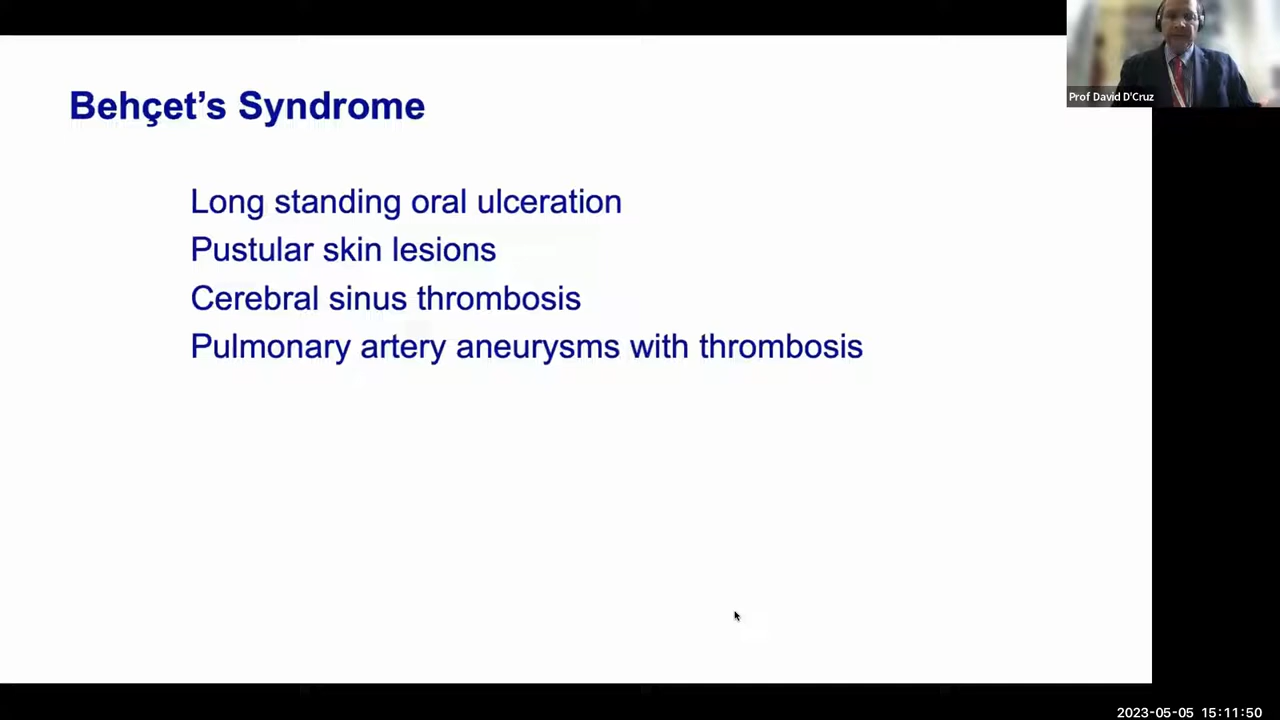 Prof David D'Cruz
Behçet's Syndrome
Long standing oral ulceration
Pustular skin lesions
Cerebral sinus thrombosis
Pulmonary artery aneurysms with thrombosis
2023-05-05 15:11:50